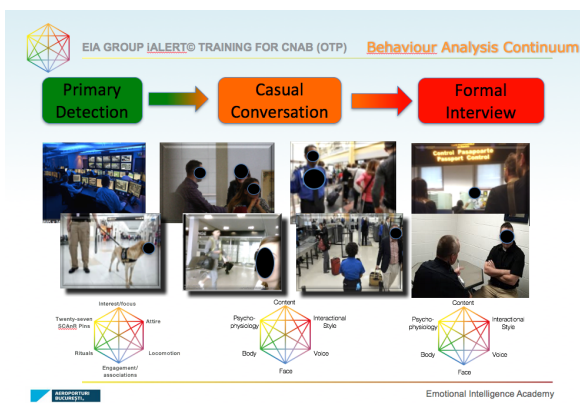 EIA GROUP iALERT© TRAINING FOR CNAB (OTP)
Behaviour Analysis Continuum
Primary
Detection
Casual
Conversation
Formal
Interview
Control Pasapoarte
Passport Control
Interest/focus
Twenty-seven
SCAnR Pins
Attire
Rituals
Locomotion
Engagement/
associations
Content
Psycho-
physiology
Interactional
Style
Body
Voice
Face
Content
Psycho-
physiology
Interactional
Style
Body
Voice
Face
AEROPORTURI
BUCUREŞTI
Emotional Intelligence Academy